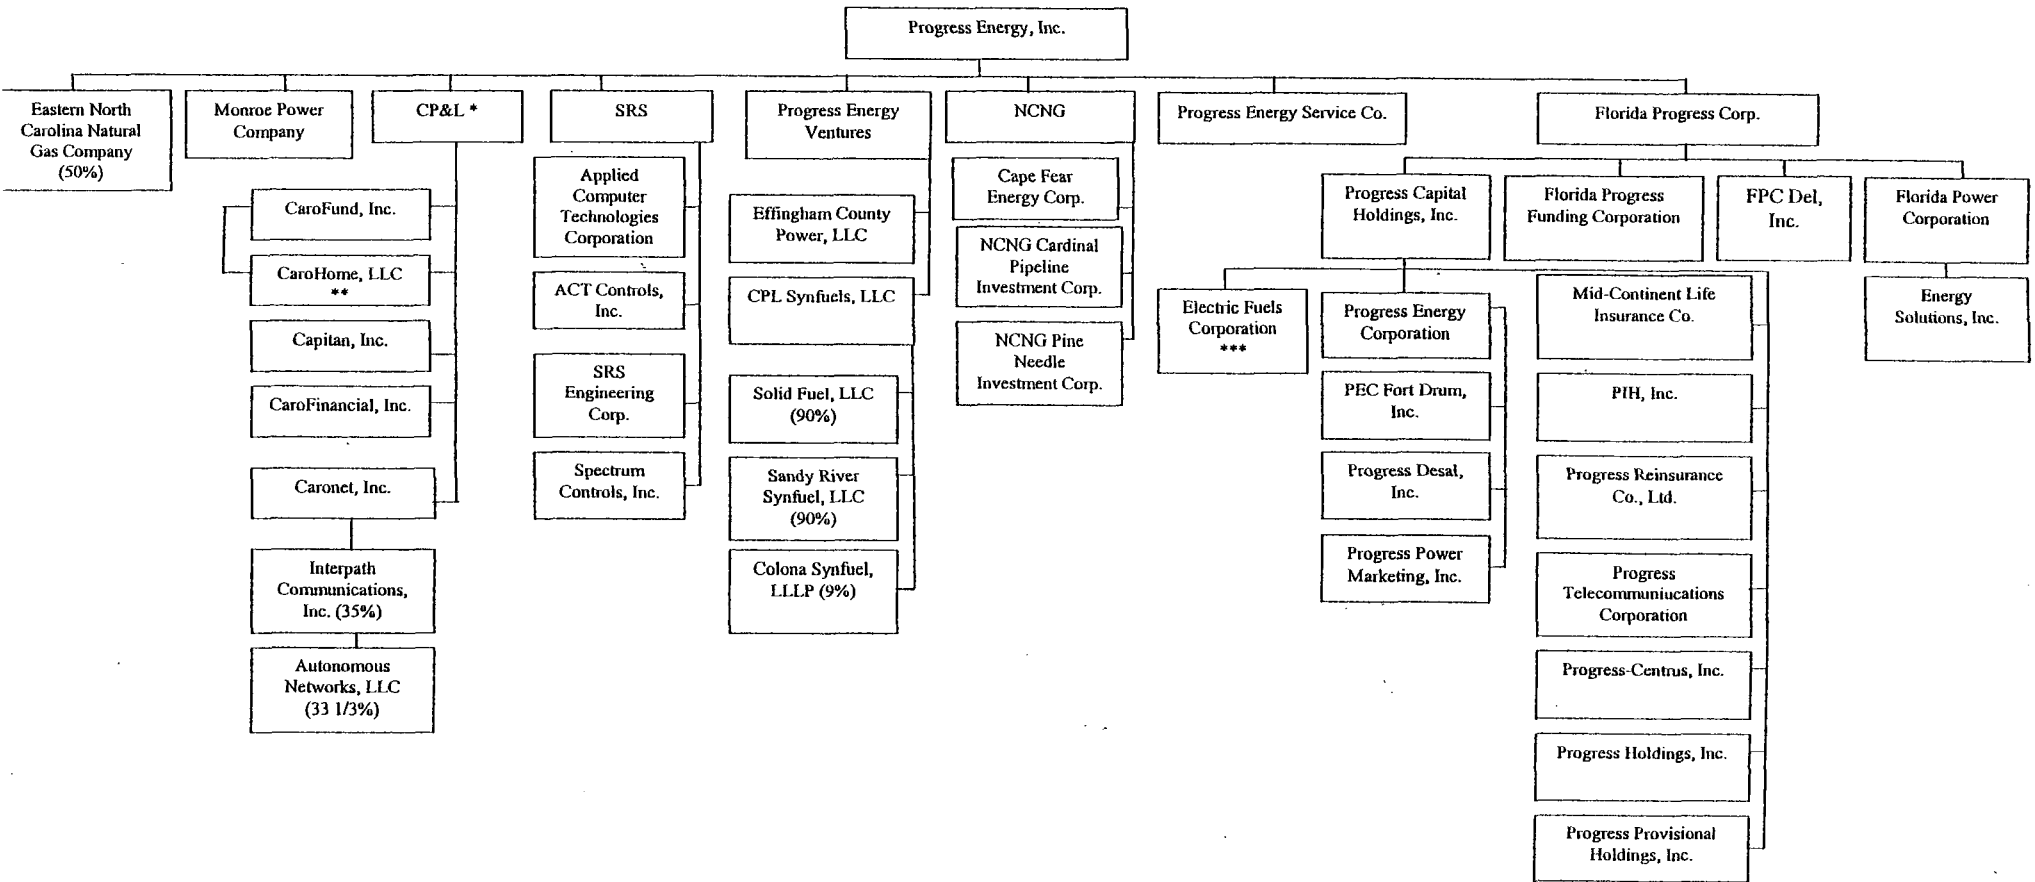 Progress Energy, Inc.
Eastern North
Carolina Natural
Gas Company
(50%)
Monroe Power
Company
CP&L *
SRS
Progress Energy
Ventures
NCNG
Progress Energy Service Co.
Florida Progress Corp.
CaroFund, Inc.
CaroHome, LLC
**
Capitan, Inc.
CaroFinancial, Inc.
Caronet, Inc.
Interpath
Communications,
Inc. (35%)
Autonomous
Networks, LLC
(33 1/3%)
Applied
Computer
Technologies
Corporation
ACT Controls,
Inc.
SRS
Engineering
Corp.
Spectrum
Controls, Inc.
Effingham County
Power, LLC
CPL Synfuels, LLC
Solid Fuel, LLC
(90%)
Sandy River
Synfuel, LLC
(90%)
Colona Synfuel,
LLLP (9%)
Cape Fear
Energy Corp.
NCNG Cardinal
Pipeline
Investment Corp.
NCNG Pine
Needle
Investment Corp.
Progress Capital
Holdings, Inc.
Florida Progress
Funding Corporation
FPC Del,
Inc.
Florida Power
Corporation
Electric Fuels
Corporation
***
Progress Energy
Corporation
PEC Fort Drum,
Inc.
Progress Desal,
Inc.
Progress Power
Marketing, Inc.
Mid-Continent Life
Insurance Co.
PIH, Inc.
Progress Reinsurance
Co., Ltd.
Progress
Telecommuniucations
Corporation
Progress-Centrus, Inc.
Progress Holdings, Inc.
Progress Provisional
Holdings, Inc.
Energy
Solutions, Inc.